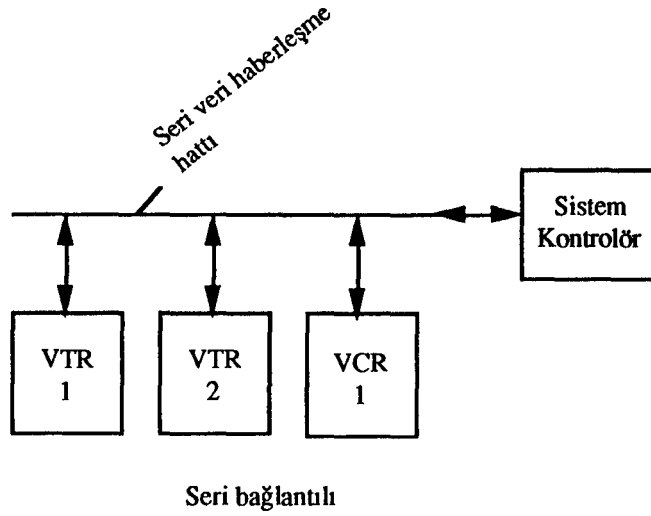 Seri veri haberleşme
hattı
Sistem
Kontrolör
VTR
1
VTR
2
VCR
1
Seri bağlantılı